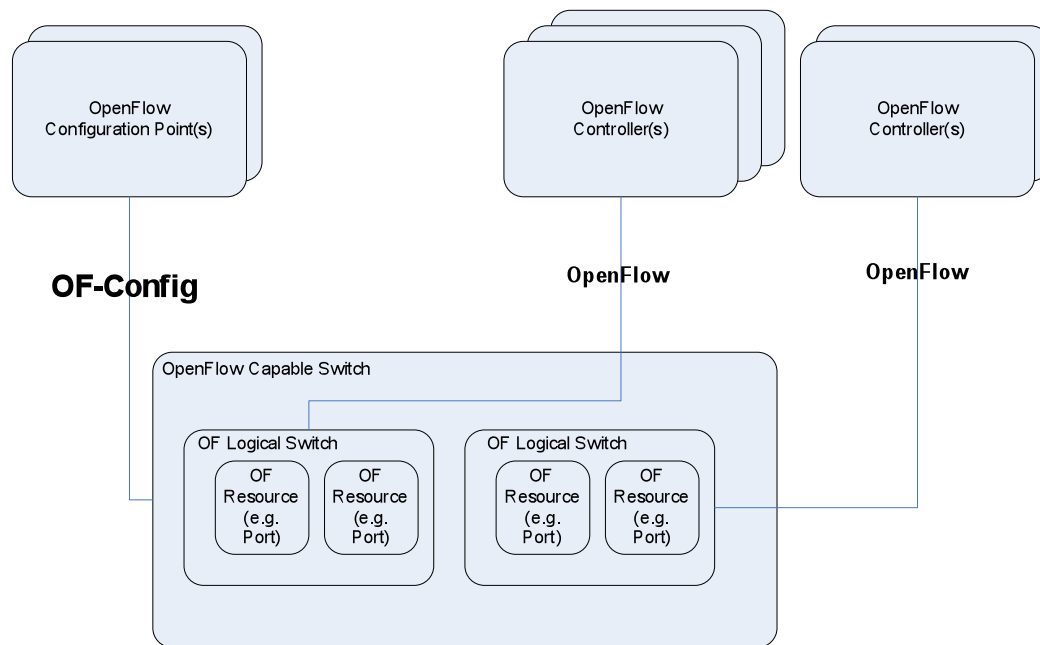 OpenFlow
Configuration Point(s)
OpenFlow
Controller(s)
OpenFlow
Controller(s)
OF-Config
OpenFlow
OpenFlow
OpenFlow Capable Switch
OF Logical Switch
OF
Resource
(e.g.
Port)
OF
Resource
(e.g.
Port)
OF Logical Switch
OF
Resource
(e.g.
Port)
OF
Resource
(e.g.
Port)